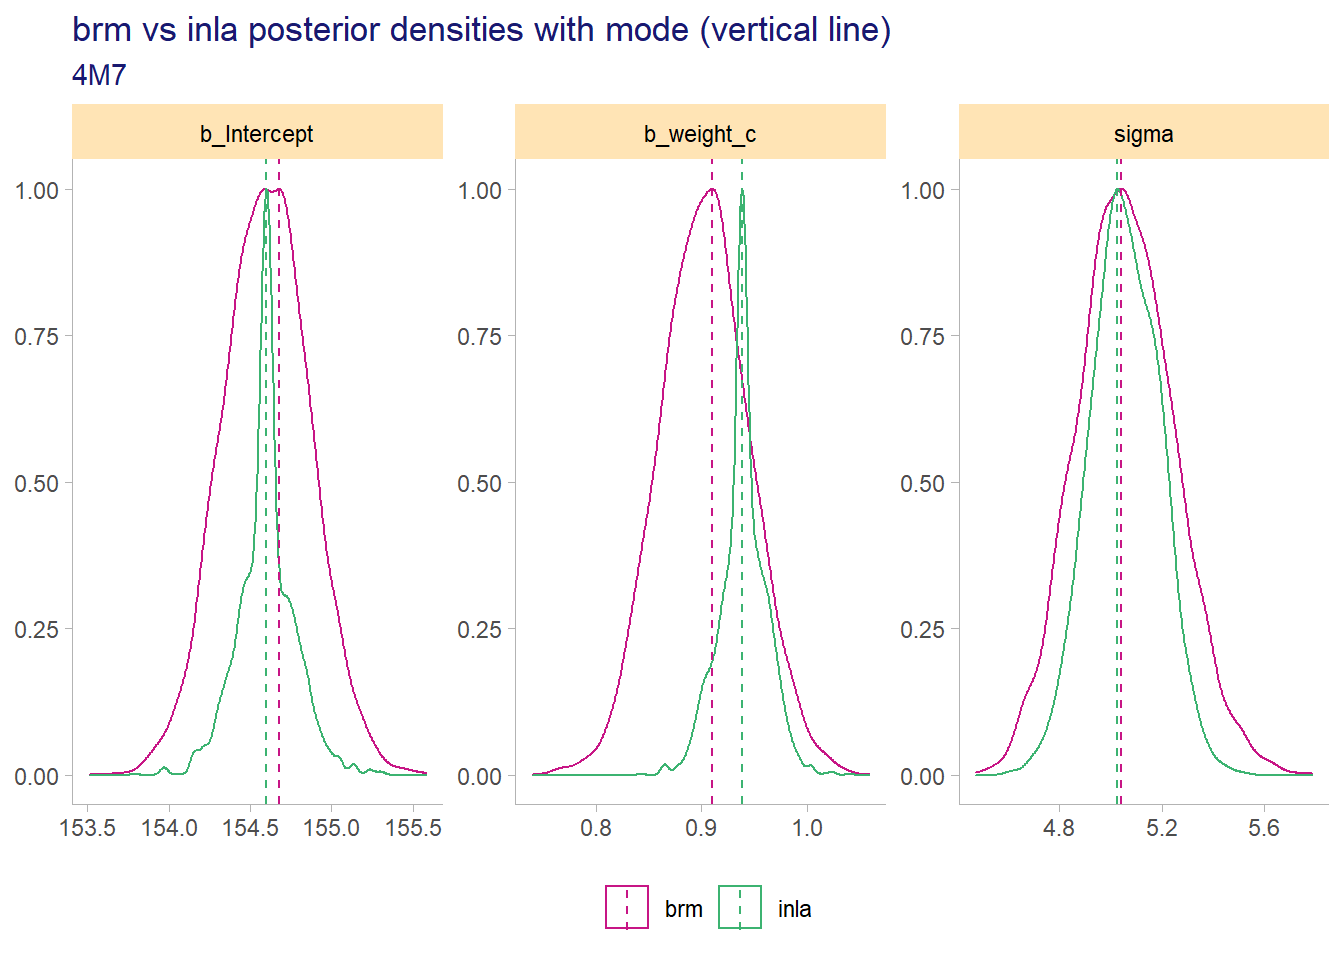 brm vs inla posterior densities with mode (vertical line)
4M7
b_Intercept
b_weight_c
sigma
1.00
0.75
0.50
0.25
0.00
153.5 154.0 154.5 155.0 155.5
1.00
0.75
0.50
0.25
0.00
0.8 0.9 1.0
1.00
0.75
0.50
0.25
0.00
4.8 5.2 5.6
brm inla